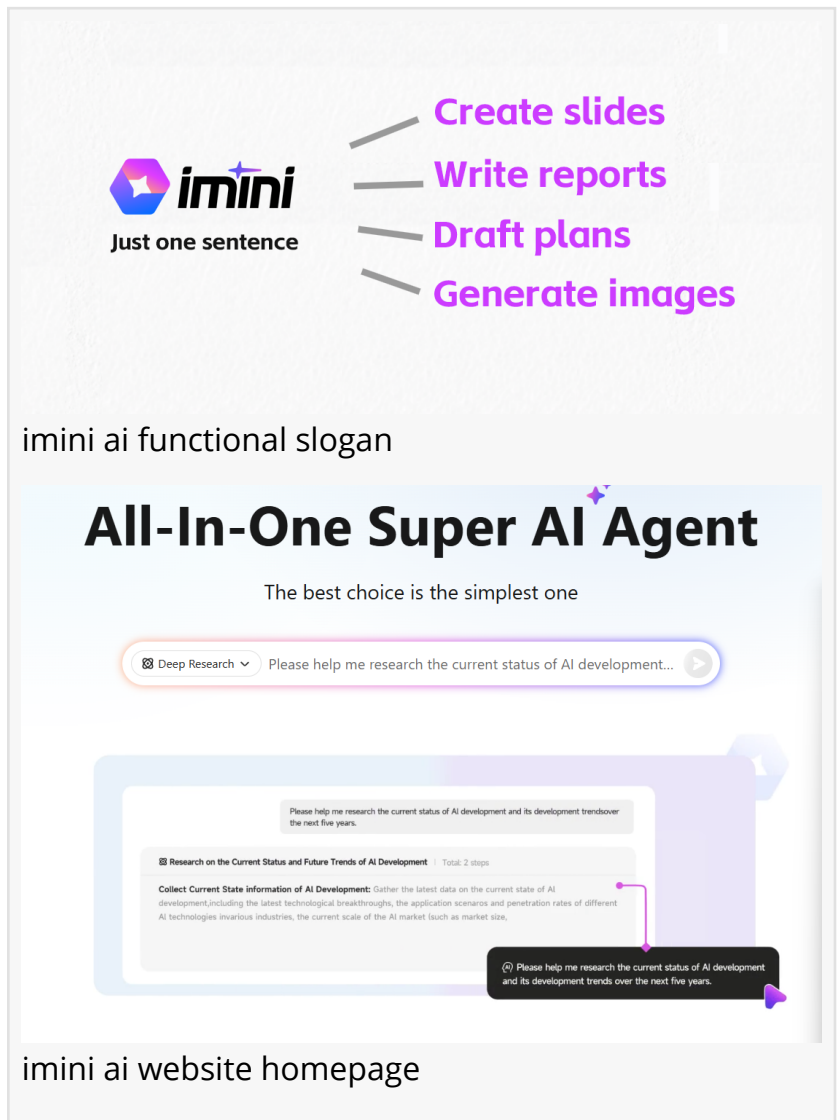 Create slides
Write reports
imini
Draft plans
Just one sentence
Generate images
imini ai functional slogan
All-In-One Super AI Agent
The best choice is the simplest one
Deep Research
Please help me research the current status of AI development...
Please help me research the current status of AI development and its development trendsover
the next five years.
Research on the Current Status and Future Trends of AI Development | Total: 2 steps
Collect Current State information of AI Development: Gather the latest data on the current state of AI
development,including the latest technological breakthroughs, the application scenaros and penetration rates of different
AI technologies invarious industries, the current scale of the AI market (such as market size,
(AI) Please help me research the current status of AI development
and its development trends over the next five years.
imini ai website homepage